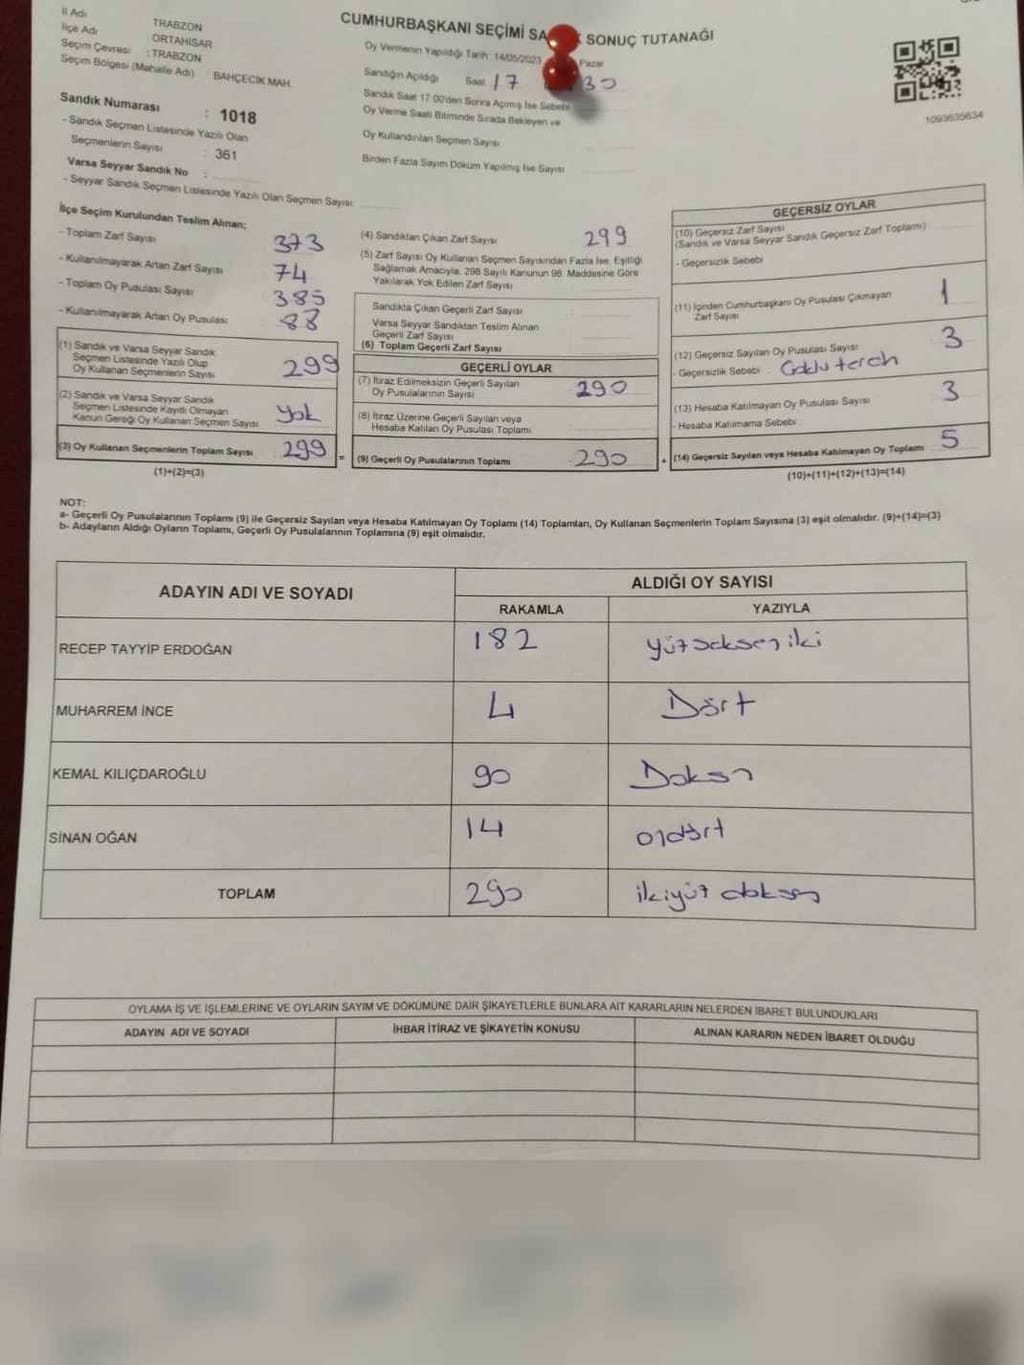 İl Adı TRABZON
İlçe Adı ORTAHİSAR
Seçim Çevresi : TRABZON
Seçim Bölgesi (Mahalle Adı) BAHÇECİK MAH.
Sandık Numarası : 1018
- Sandık Seçmen Listesinde Yazılı Olan
Seçmenlerin Sayısı : 361
Varsa Seyyar Sandık No :
- Seyyar Sandık Seçmen Listesinde Yazılı Olan Seçmen Sayısı:
CUMHURBAŞKANI SEÇİMİ SONUÇ TUTANAĞI
Oy Vermenin Yapıldığı Tarih : 14/05/2023 Pazar
Sandığın Açıldığı Saat 17 30
Sandık Saat 17:00'den Sonra Açmış İse Sebebi
Oy Verme Saati Bitiminde Sırada Bekleyen ve
Oy Kullandırılan Seçmen Sayısı
Birden Fazla Sayım Döküm Yapılmış İse Sayısı
1093635634
İlçe Seçim Kurulundan Teslim Alınan;
- Toplam Zarf Sayısı 373
- Kullanılmayarak Artan Zarf Sayısı 74
- Toplam Oy Pusulası Sayısı 385
- Kullanılmayarak Artan Oy Pusulası 88
(1) Sandık ve Varsa Seyyar Sandık
Seçmen Listesinde Yazılı Olup
Oy Kullanan Seçmenlerin Sayısı 299
(2) Sandık ve Varsa Seyyar Sandık
Seçmen Listesinde Kayıtlı Olmayan
Kanun Gereği Oy Kullanan Seçmen Sayısı yok
(3) Oy Kullanan Seçmenlerin Toplam Sayısı 299 =
(1)+(2)=(3)
(4) Sandıktan Çıkan Zarf Sayısı 299
(5) Zarf Sayısı Oy Kullanan Seçmen Sayısından Fazla İse, Eşitliği
Sağlamak Amacıyla, 298 Sayılı Kanunun 98. Maddesine Göre
Yakılarak Yok Edilen Zarf Sayısı
Sandıkta Çıkan Geçerli Zarf Sayısı
Varsa Seyyar Sandıktan Teslim Alınan
Geçerli Zarf Sayısı
(6) Toplam Geçerli Zarf Sayısı
GEÇERLİ OYLAR
(7) İtiraz Edilmeksizin Geçerli Sayılan
Oy Pusulalarının Sayısı 290
(8) İtiraz Üzerine Geçerli Sayılan veya
Hesaba Katılan Oy Pusulası Toplamı
(9) Geçerli Oy Pusulalarının Toplamı 290 +
GEÇERSİZ OYLAR
(10) Geçersiz Zarf Sayısı
(Sandık ve Varsa Seyyar Sandık Geçersiz Zarf Toplamı)
- Geçersizlik Sebebi
(11) İçinden Cumhurbaşkanı Oy Pusulası Çıkmayan
Zarf Sayısı 1
(12) Geçersiz Sayılan Oy Pusulası Sayısı 3
- Geçersizlik Sebebi Çoklu terch
(13) Hesaba Katılmayan Oy Pusulası Sayısı 3
- Hesaba Katılmama Sebebi
(14) Geçersiz Sayılan veya Hesaba Katılmayan Oy Toplamı 5
(10)+(11)+(12)+(13)=(14)
NOT:
a- Geçerli Oy Pusulalarının Toplamı (9) ile Geçersiz Sayılan veya Hesaba Katılmayan Oy Toplamı (14) Toplamları, Oy Kullanan Seçmenlerin Toplam Sayısına (3) eşit olmalıdır. (9)+(14)=(3)
b- Adayların Aldığı Oyların Toplamı, Geçerli Oy Pusulalarının Toplamına (9) eşit olmalıdır.
ADAYIN ADI VE SOYADI ALDIĞI OY SAYISI
RAKAMLA YAZIYLA
RECEP TAYYİP ERDOĞAN 182 yüzseksen iki
MUHARREM İNCE 4 Dört
KEMAL KILIÇDAROĞLU 90 Doksan
SİNAN OĞAN 14 ondört
TOPLAM 290 ikiyüz doksan
OYLAMA İŞ VE İŞLEMLERİNE VE OYLARIN SAYIM VE DÖKÜMÜNE DAİR ŞİKAYETLERLE BUNLARA AİT KARARLARIN NELERDEN İBARET BULUNDUKLARI
ADAYIN ADI VE SOYADI İHBAR İTİRAZ VE ŞİKAYETİN KONUSU ALINAN KARARIN NEDEN İBARET OLDUĞU